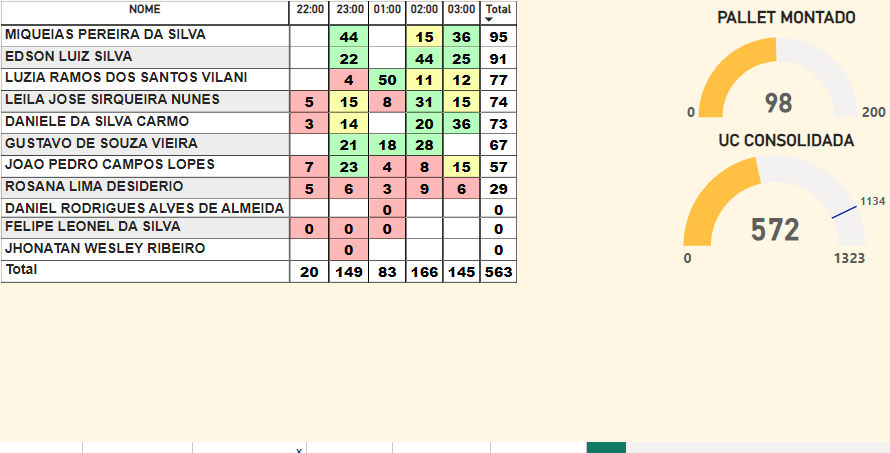 NOME 22:00 23:00 01:00 02:00 03:00 Total
MIQUEIAS PEREIRA DA SILVA 44 15 36 95
EDSON LUIZ SILVA 22 44 25 91
LUZIA RAMOS DOS SANTOS VILANI 4 50 11 12 77
LEILA JOSE SIRQUEIRA NUNES 5 15 8 31 15 74
DANIELE DA SILVA CARMO 3 14 20 36 73
GUSTAVO DE SOUZA VIEIRA 21 18 28 67
JOAO PEDRO CAMPOS LOPES 7 23 4 8 15 57
ROSANA LIMA DESIDERIO 5 6 3 9 6 29
DANIEL RODRIGUES ALVES DE ALMEIDA 0 0
FELIPE LEONEL DA SILVA 0 0 0 0
JHONATAN WESLEY RIBEIRO 0 0
Total 20 149 83 166 145 563
PALLET MONTADO
98
0 200
UC CONSOLIDADA
1134
572
0 1323
x